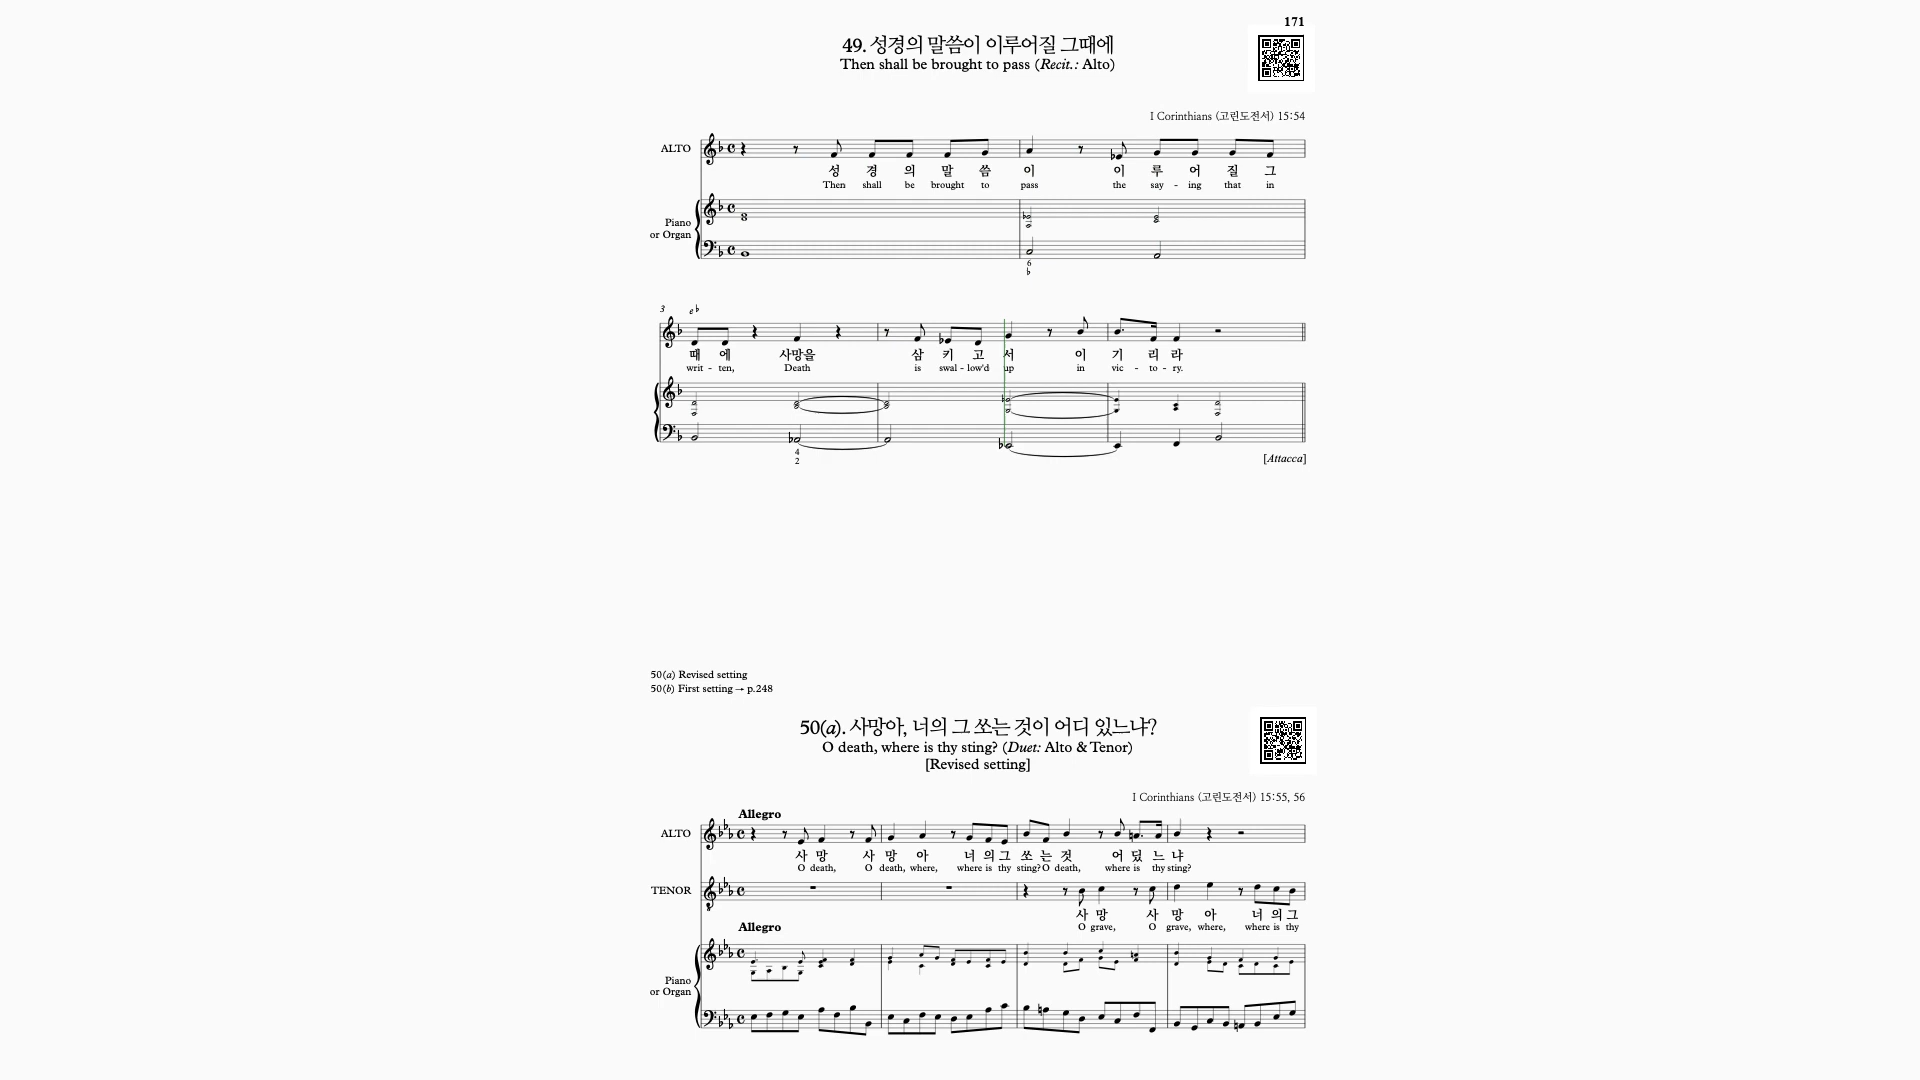 171
49. 성경의 말씀이 이루어질 그때에
Then shall be brought to pass (Recit.: Alto)
I Corinthians (고린도전서) 15:54
ALTO
성 경 의 말 씀 이 이 루 어 질 그
Then shall be brought to pass the say - ing that in
Piano
or Organ
6
♭
3
e♭
때 에 사망을 삼 키 고 서 이 기 리 라
writ - ten, Death is swal - low'd up in vic - to - ry.
4
2
[Attacca]
50(a) Revised setting
50(b) First setting → p.248
50(a). 사망아, 너의 그 쏘는 것이 어디 있느냐?
O death, where is thy sting? (Duet: Alto & Tenor)
[Revised setting]
I Corinthians (고린도전서) 15:55, 56
Allegro
ALTO
사 망 사 망 아 너 의 그 쏘 는 것 어 딨 느 냐
O death, O death, where, where is thy sting? O death, where is thy sting?
TENOR
사 망 사 망 아 너 의 그
O grave, O grave, where, where is thy
Allegro
Piano
or Organ